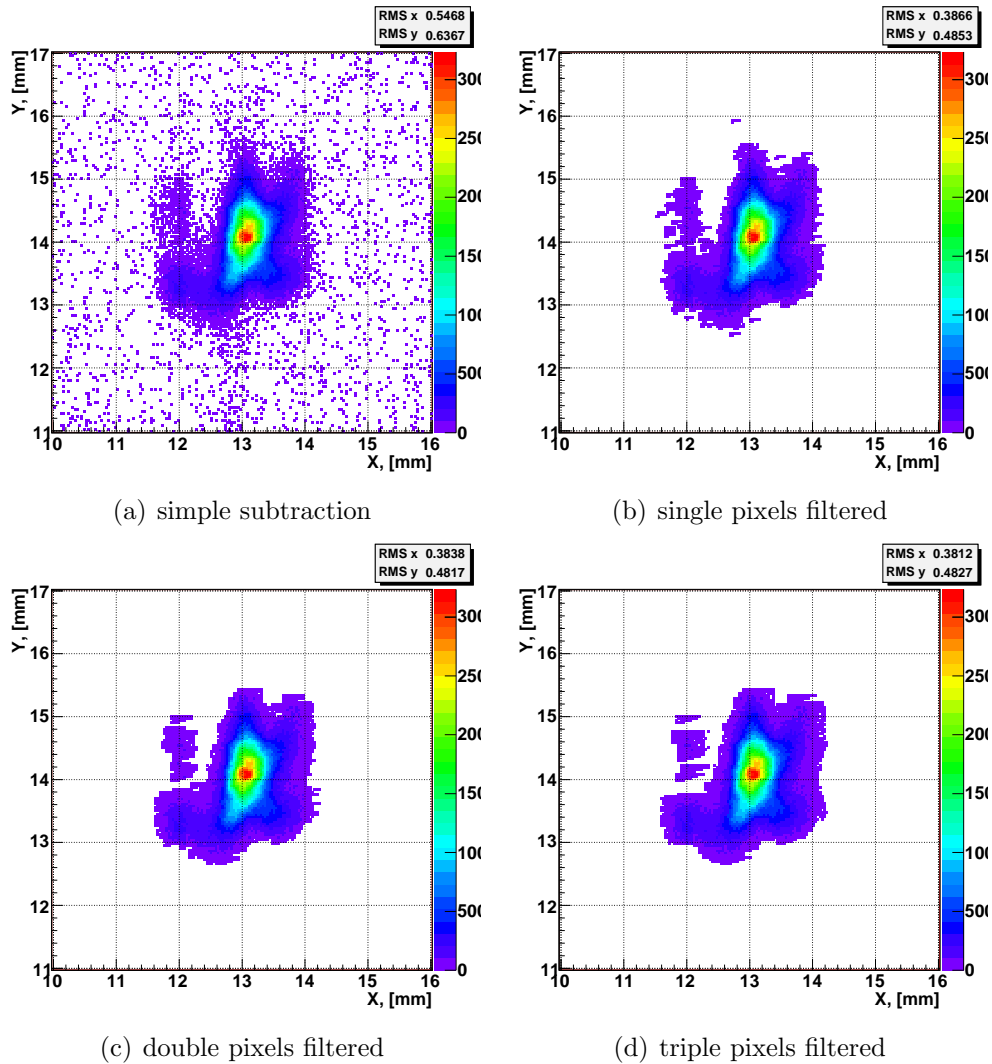 RMS x 0.5468
RMS y 0.6367
17
16
15
14
13
12
11
Y, [mm]
10 11 12 13 14 15 16
X, [mm]
300
250
200
150
100
500
0
(a) simple subtraction
RMS x 0.3866
RMS y 0.4853
17
16
15
14
13
12
11
Y, [mm]
10 11 12 13 14 15 16
X, [mm]
300
250
200
150
100
500
0
(b) single pixels filtered
RMS x 0.3838
RMS y 0.4817
17
16
15
14
13
12
11
Y, [mm]
10 11 12 13 14 15 16
X, [mm]
300
250
200
150
100
500
0
(c) double pixels filtered
RMS x 0.3812
RMS y 0.4827
17
16
15
14
13
12
11
Y, [mm]
10 11 12 13 14 15 16
X, [mm]
300
250
200
150
100
500
0
(d) triple pixels filtered